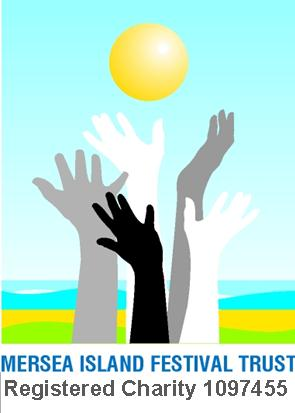 MERSEA ISLAND FESTIVAL TRUST
Registered Charity 1097455